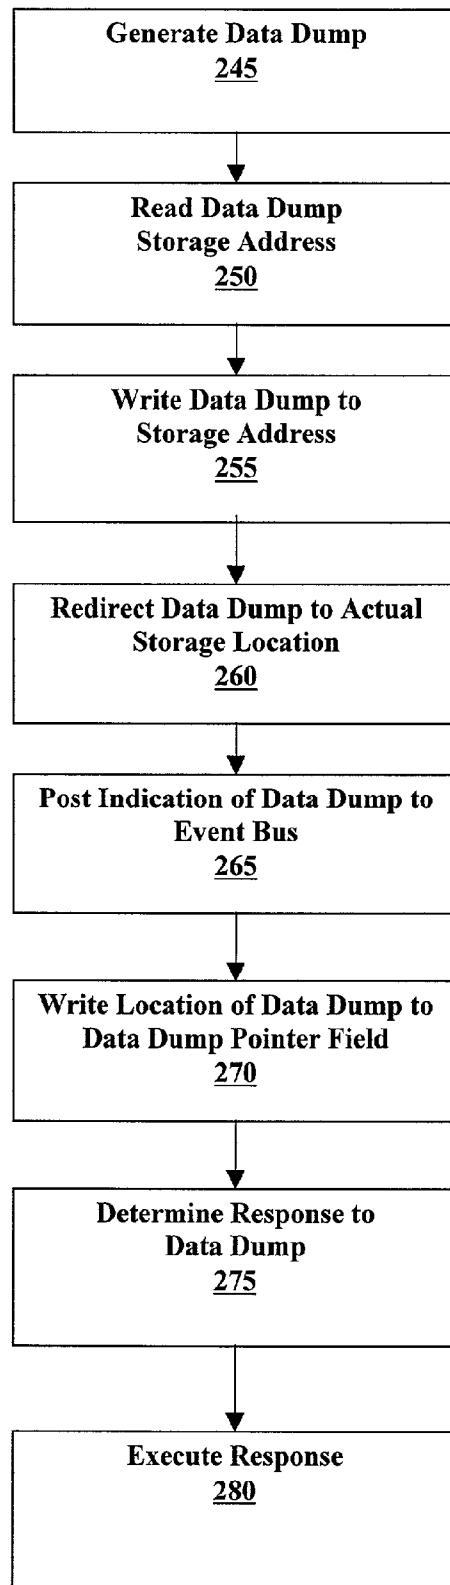 Generate Data Dump
245
Read Data Dump
Storage Address
250
Write Data Dump to
Storage Address
255
Redirect Data Dump to Actual
Storage Location
260
Post Indication of Data Dump to
Event Bus
265
Write Location of Data Dump to
Data Dump Pointer Field
270
Determine Response to
Data Dump
275
Execute Response
280